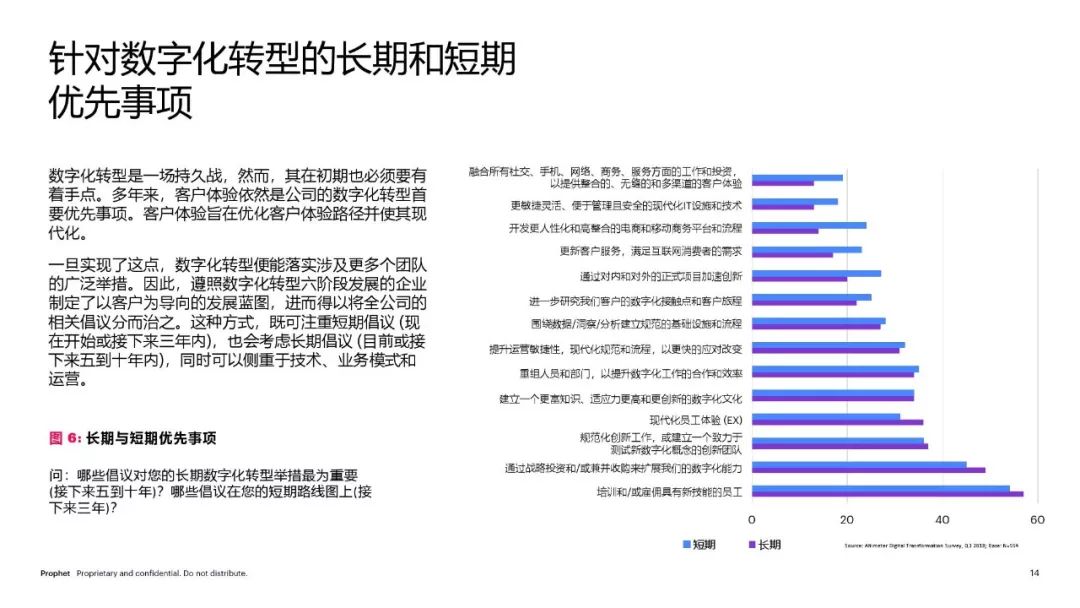 针对数字化转型的长期和短期
优先事项
数字化转型是一场持久战，然而，其在初期也必须要有
着手点。多年来，客户体验依然是公司的数字化转型首
要优先事项。客户体验旨在优化客户体验路径并使其现
代化。
一旦实现了这点，数字化转型便能落实涉及更多个团队
的广泛举措。因此，遵照数字化转型六阶段发展的企业
制定了以客户为导向的发展蓝图，进而得以将全公司的
相关倡议分而治之。这种方式，既可注重短期倡议 (现
在开始或接下来三年内)，也会考虑长期倡议 (目前或接
下来五到十年内)，同时可以侧重于技术、业务模式和
运营。
图 6: 长期与短期优先事项
问：哪些倡议对您的长期数字化转型举措最为重要
(接下来五到十年)？哪些倡议在您的短期路线图上(接
下来三年)?
融合所有社交、手机、网络、商务、服务方面的工作和投资，
以提供整合的、无缝的和多渠道的客户体验
更敏捷灵活、便于管理且安全的现代化IT设施和技术
开发更人性化和高整合的电商和移动商务平台和流程
更新客户服务，满足互联网消费者的需求
通过对内和对外的正式项目加速创新
进一步研究我们客户的数字化接触点和客户旅程
围绕数据/洞察/分析建立规范的基础设施和流程
提升运营敏捷性，现代化规范和流程，以更快的应对改变
重组人员和部门，以提升数字化工作的合作和效率
建立一个更富知识、适应力更高和更创新的数字化文化
现代化员工体验 (EX)
规范化创新工作，或建立一个致力于
测试新数字化概念的创新团队
通过战略投资和/或兼并收购来扩展我们的数字化能力
培训和/或雇佣具有新技能的员工
0 20 40 60
短期 长期
Source: Altimeter Digital Transformation Survey, Q3 2019; Base: N=554
Prophet Proprietary and confidential. Do not distribute.
14